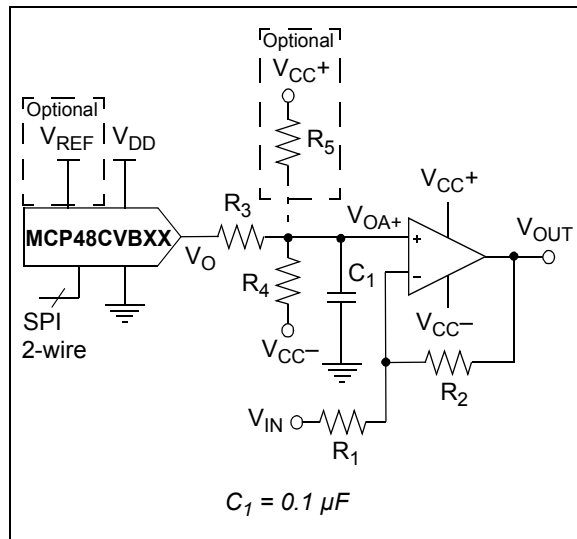 Optional
VCC+
Optional
VREF
VDD
R5
R3
VOA+
VCC+
VOUT
MCP48CVBXX
VO
+
–
R4
C1
VCC–
VCC–
SPI
2-wire
R2
VIN
R1
C1 = 0.1 µF